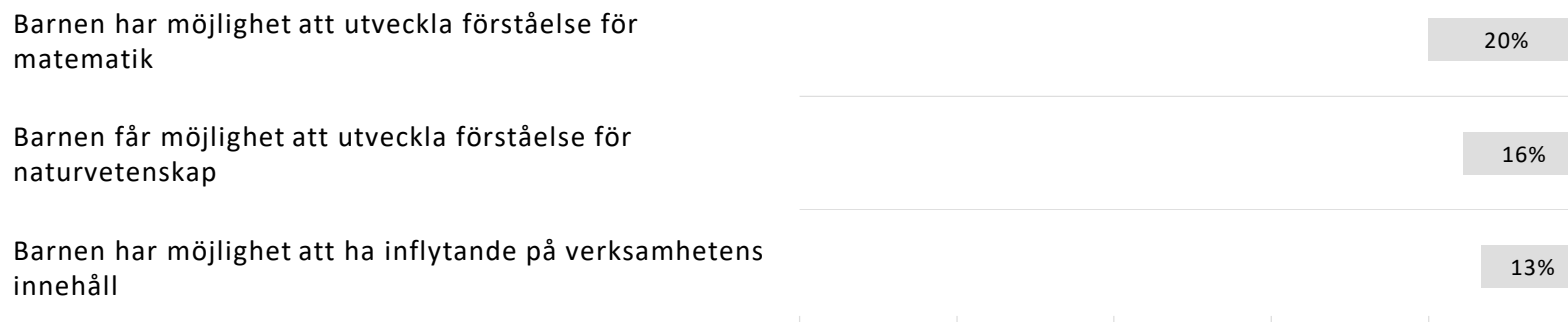 Barnen har möjlighet att utveckla förståelse för
matematik
20%
Barnen får möjlighet att utveckla förståelse för
naturvetenskap
16%
Barnen har möjlighet att ha inflytande på verksamhetens
innehåll
13%